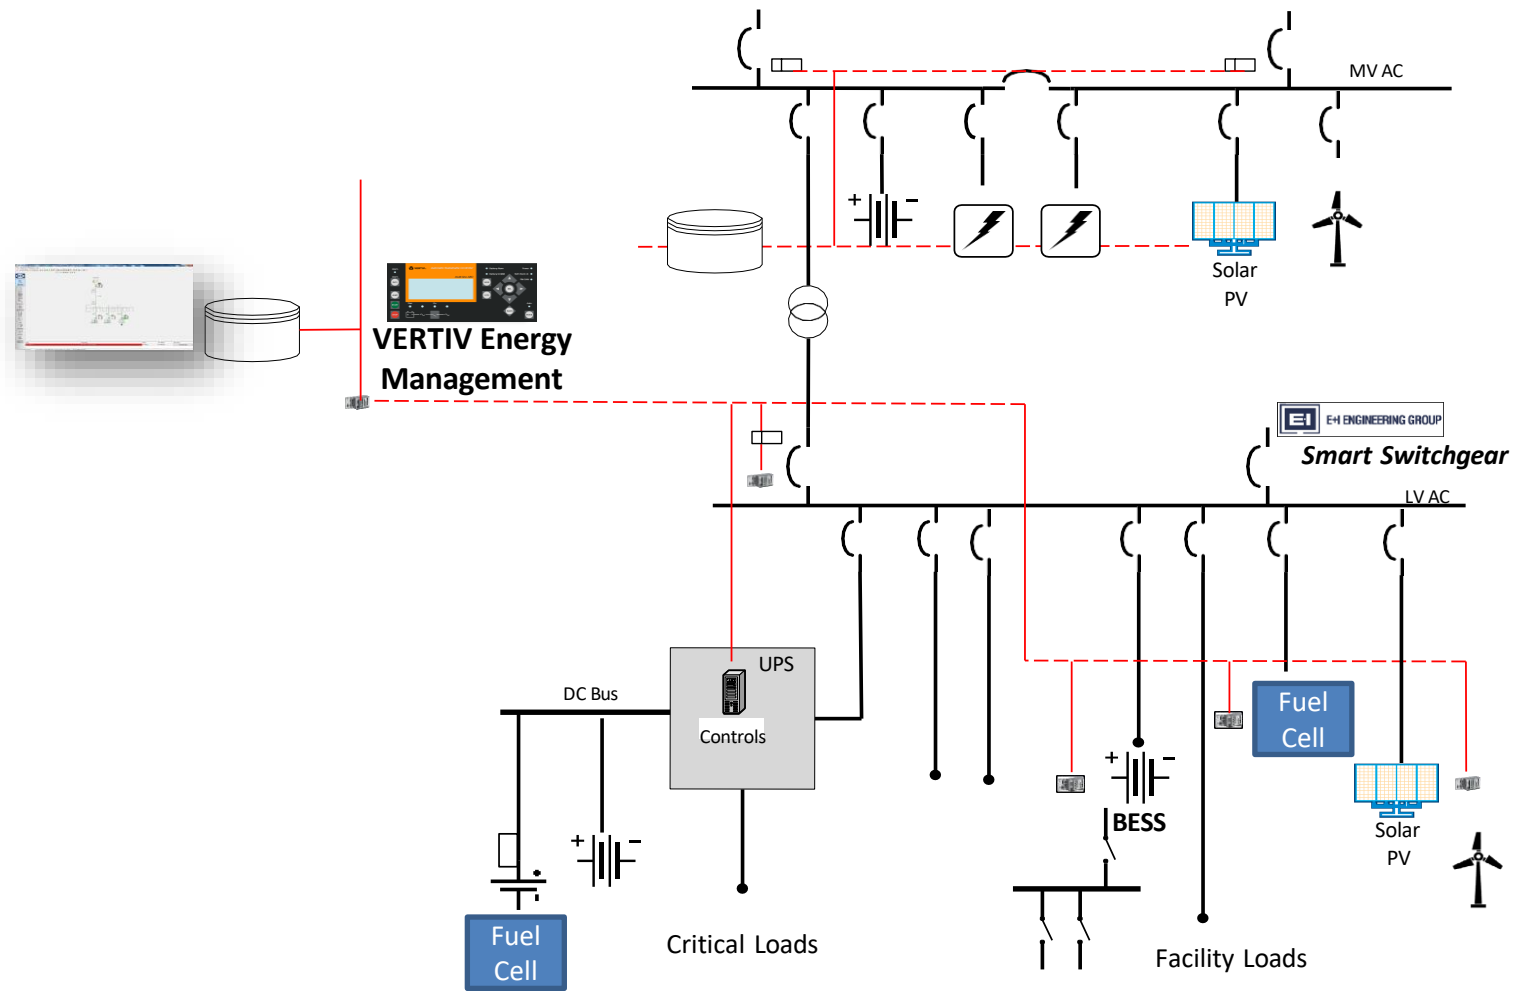 MV AC
+ −
Solar
PV
VERTIV Energy
Management
E+I E+I ENGINEERING GROUP
Smart Switchgear
LV AC
UPS
DC Bus
Controls
Fuel
Cell
+ −
BESS
Solar
PV
+ −
Fuel
Cell
Critical Loads
Facility Loads